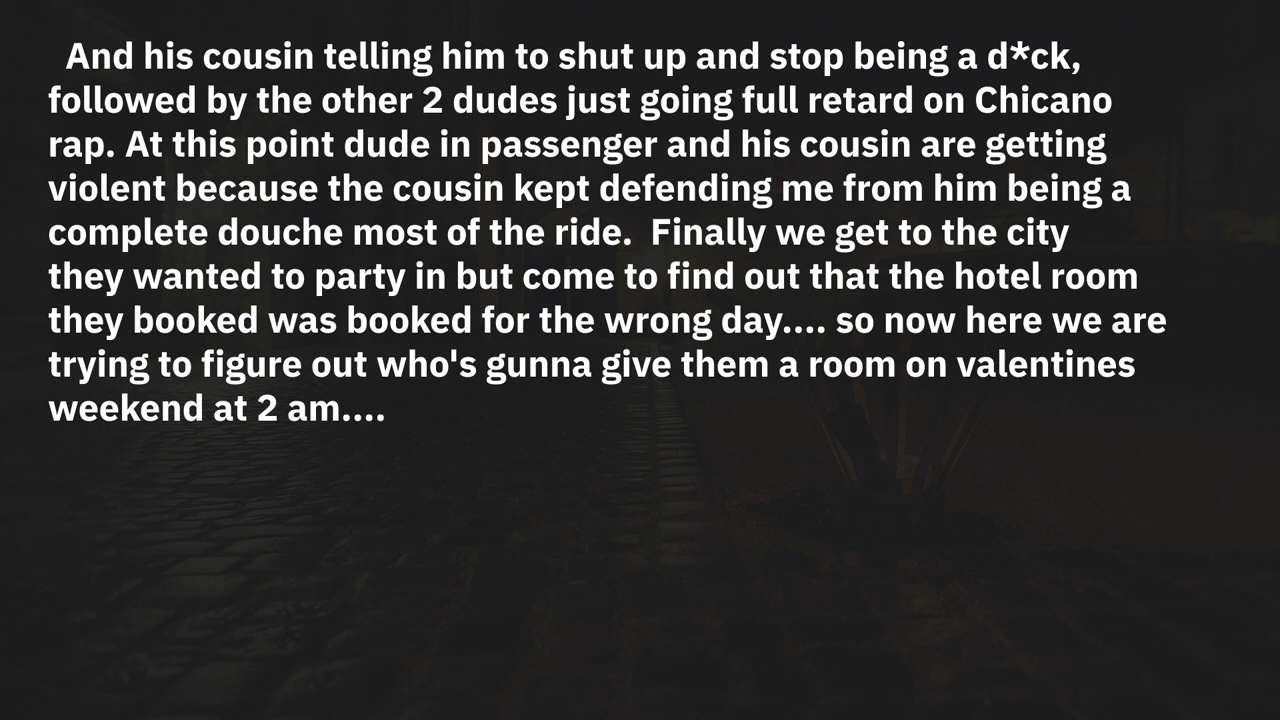 And his cousin telling him to shut up and stop being a d*ck,
followed by the other 2 dudes just going full retard on Chicano
rap. At this point dude in passenger and his cousin are getting
violent because the cousin kept defending me from him being a
complete douche most of the ride.  Finally we get to the city
they wanted to party in but come to find out that the hotel room
they booked was booked for the wrong day.... so now here we are
trying to figure out who's gunna give them a room on valentines
weekend at 2 am....